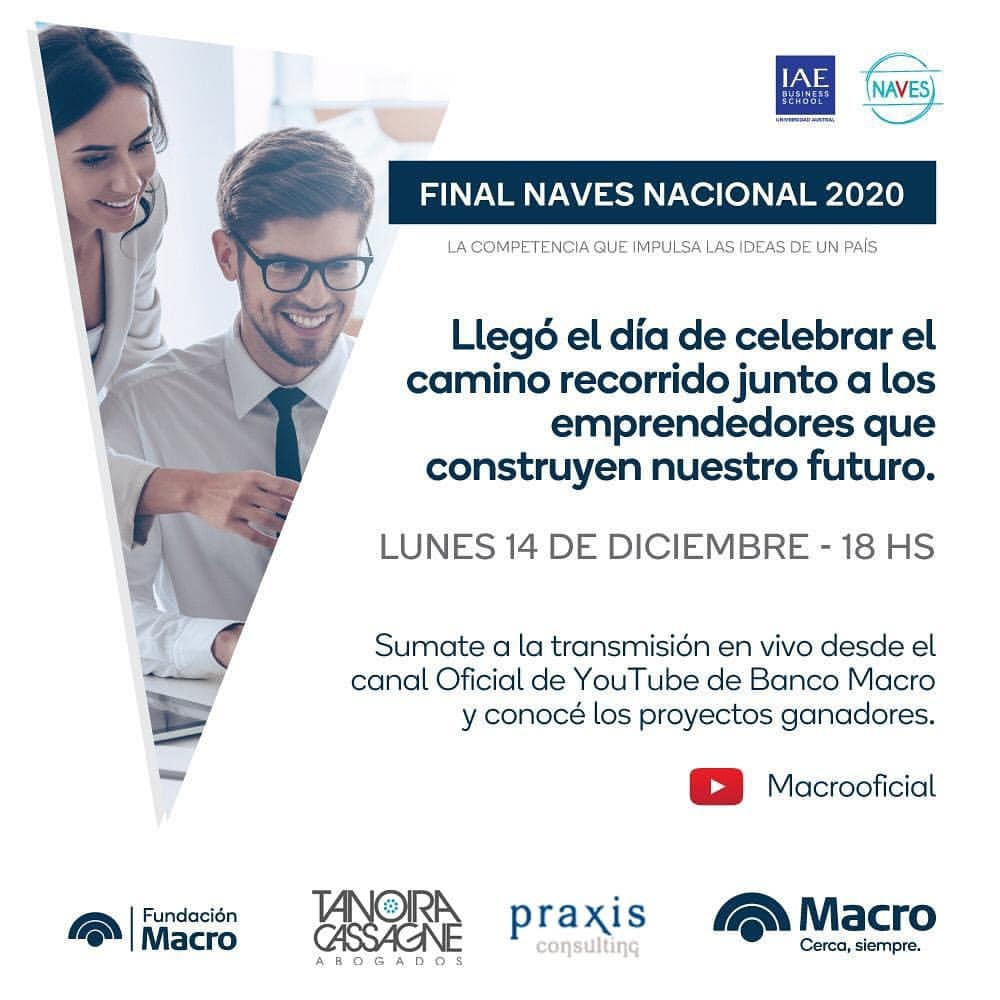 IAE
BUSINESS
SCHOOL
UNIVERSIDAD AUSTRAL
NAVES
FINAL NAVES NACIONAL 2020
LA COMPETENCIA QUE IMPULSA LAS IDEAS DE UN PAÍS
Llegó el día de celebrar el
camino recorrido junto a los
emprendedores que
construyen nuestro futuro.
LUNES 14 DE DICIEMBRE - 18 HS
Sumate a la transmisión en vivo desde el
canal Oficial de YouTube de Banco Macro
y conocé los proyectos ganadores.
Macrooficial
Fundación
Macro
TANOIRA
CASSAGNE
ABOGADOS
praxis
consulting
Macro
Cerca, siempre.